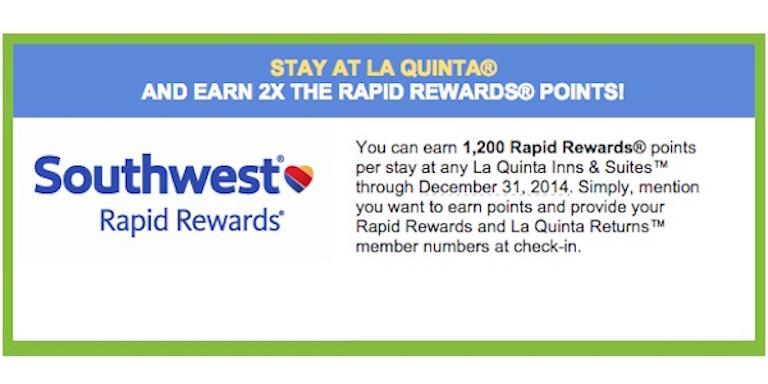 STAY AT LA QUINTA®
AND EARN 2X THE RAPID REWARDS® POINTS!
Southwest®
Rapid Rewards®
You can earn 1,200 Rapid Rewards® points
per stay at any La Quinta Inns & Suites™
through December 31, 2014. Simply, mention
you want to earn points and provide your
Rapid Rewards and La Quinta Returns™
member numbers at check-in.